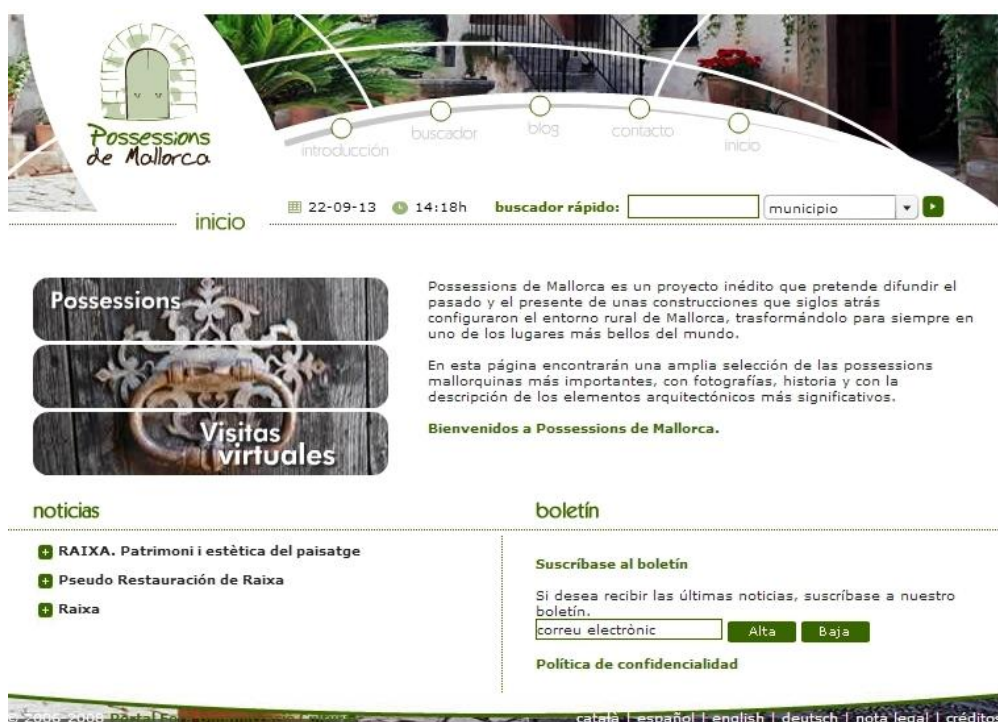 Possessions
de Mallorca
introducción
buscador
blog
contacto
inicio
inicio
22-09-13 14:18h buscador rápido: municipio
Possessions
Visitas
virtuales
Possessions de Mallorca es un proyecto inédito que pretende difundir el
pasado y el presente de unas construcciones que siglos atrás
configuraron el entorno rural de Mallorca, trasformándolo para siempre en
uno de los lugares más bellos del mundo.
En esta página encontrarán una amplia selección de las possessions
mallorquinas más importantes, con fotografías, historia y con la
descripción de los elementos arquitectónicos más significativos.
Bienvenidos a Possessions de Mallorca.
noticias
RAIXA. Patrimoni i estètica del paisatge
Pseudo Restauración de Raixa
Raixa
boletín
Suscríbase al boletín
Si desea recibir las últimas noticias, suscríbase a nuestro
boletín.
correu electrònic Alta Baja
Política de confidencialidad
català | español | english | deutsch | nota legal |